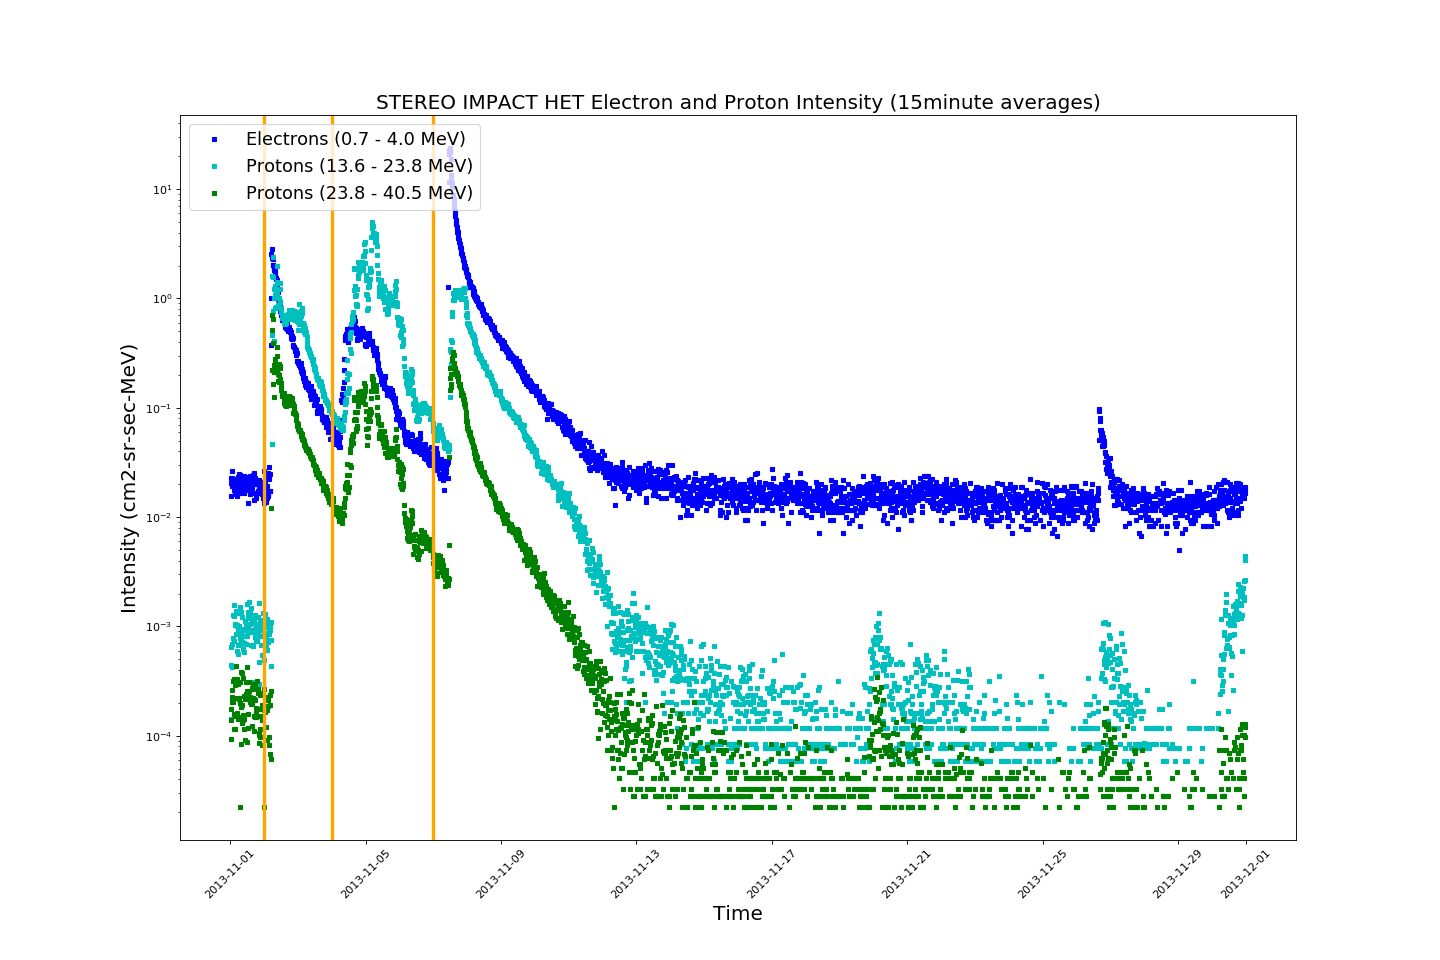 STEREO IMPACT HET Electron and Proton Intensity (15minute averages)
Electrons (0.7 - 4.0 MeV)
Protons (13.6 - 23.8 MeV)
Protons (23.8 - 40.5 MeV)
Intensity (cm2-sr-sec-MeV)
10¹
10⁰
10⁻¹
10⁻²
10⁻³
10⁻⁴
2013-11-01
2013-11-05
2013-11-09
2013-11-13
2013-11-17
2013-11-21
2013-11-25
2013-11-29
2013-12-01
Time